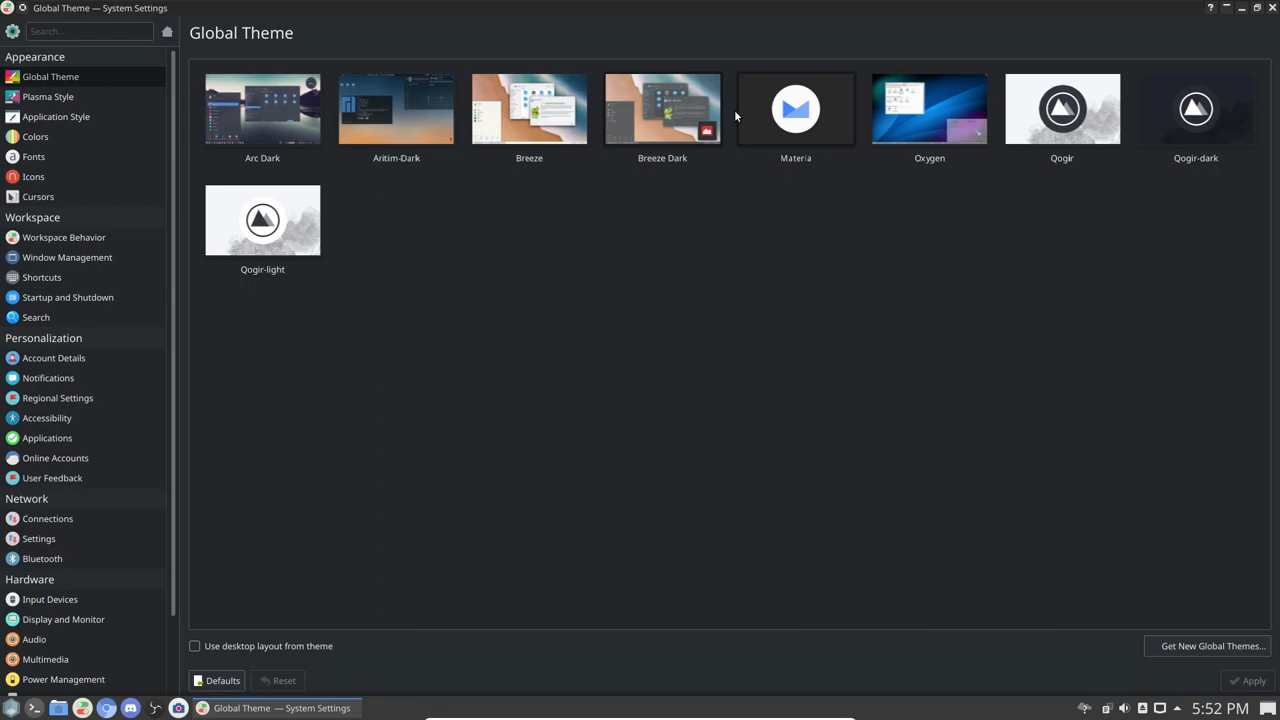 Global Theme — System Settings
Search...
Global Theme
Appearance
Global Theme
Plasma Style
Application Style
Colors
Fonts
Icons
Cursors
Workspace
Workspace Behavior
Window Management
Shortcuts
Startup and Shutdown
Search
Personalization
Account Details
Notifications
Regional Settings
Accessibility
Applications
Online Accounts
User Feedback
Network
Connections
Settings
Bluetooth
Hardware
Input Devices
Display and Monitor
Audio
Multimedia
Power Management
Arc Dark
Aritim-Dark
Breeze
Breeze Dark
Materia
Oxygen
Qogir
Qogir-dark
Qogir-light
Use desktop layout from theme
Get New Global Themes...
Defaults
Reset
Apply
Global Theme — System Settings
5:52 PM